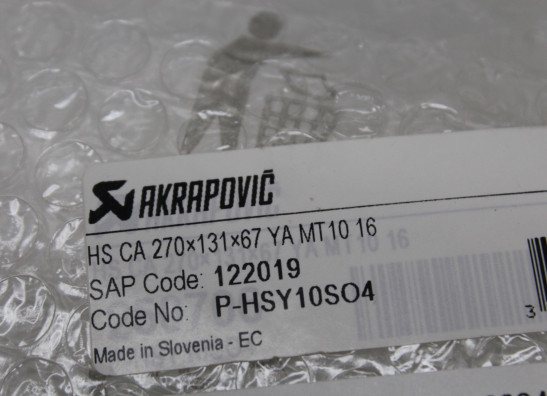 AKRAPOVIČ
HS CA 270×131×67 YA MT10 16
SAP Code: 122019
Code No: P-HSY10SO4
Made in Slovenia - EC
3